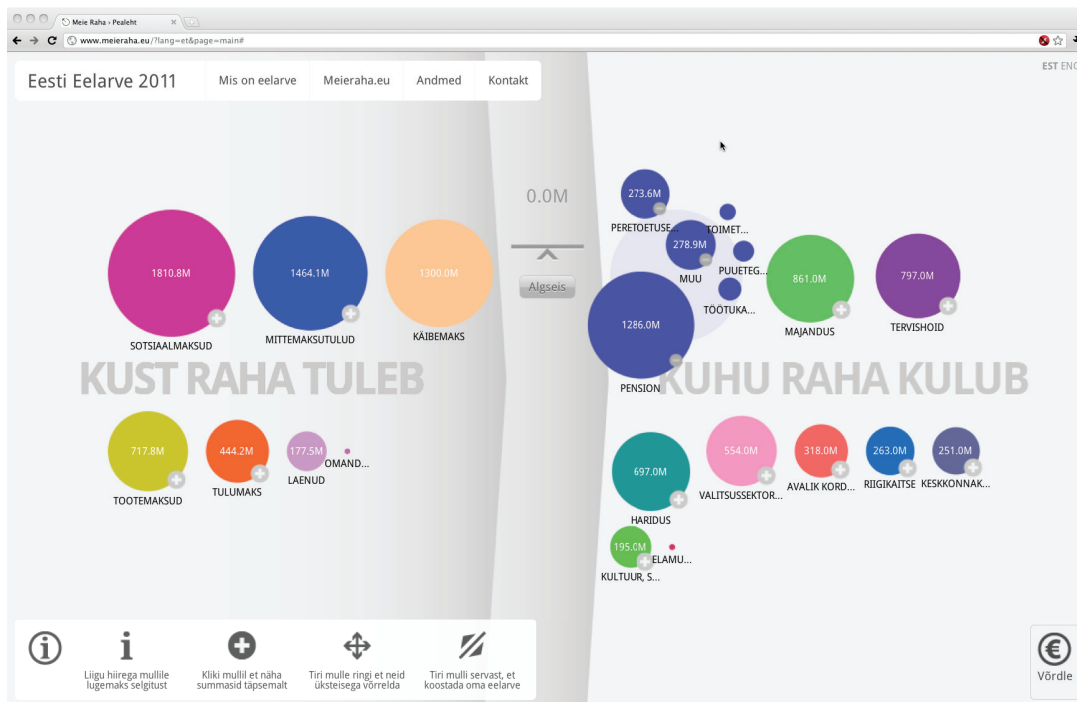 Meie Raha › Pealeht
www.meieraha.eu/?lang=et&page=main#
EST ENG
Eesti Eelarve 2011
Mis on eelarve
Meieraha.eu
Andmed
Kontakt
0.0M
Algseis
1810.8M
SOTSIAALMAKSUD
1464.1M
MITTEMAKSUTULUD
1300.0M
KÄIBEMAKS
KUST RAHA TULEB
717.8M
TOOTEMAKSUD
444.2M
TULUMAKS
177.5M
LAENUD
OMAND...
273.6M
PERETOETUSE...
TOIMET...
278.9M
MUU
PUUETEG...
TÖÖTUKA...
1286.0M
PENSION
861.0M
MAJANDUS
797.0M
TERVISHOID
KUHU RAHA KULUB
697.0M
HARIDUS
554.0M
VALITSUSSEKTOR...
318.0M
AVALIK KORD...
263.0M
RIIGIKAITSE
251.0M
KESKKONNAK...
195.0M
KULTUUR, S...
ELAMU...
Liigu hiirega mullile
lugemaks selgitust
Kliki mullil et näha
summasid täpsemalt
Tiri mulle ringi et neid
üksteisega võrrelda
Tiri mulli servast, et
koostada oma eelarve
Võrdle